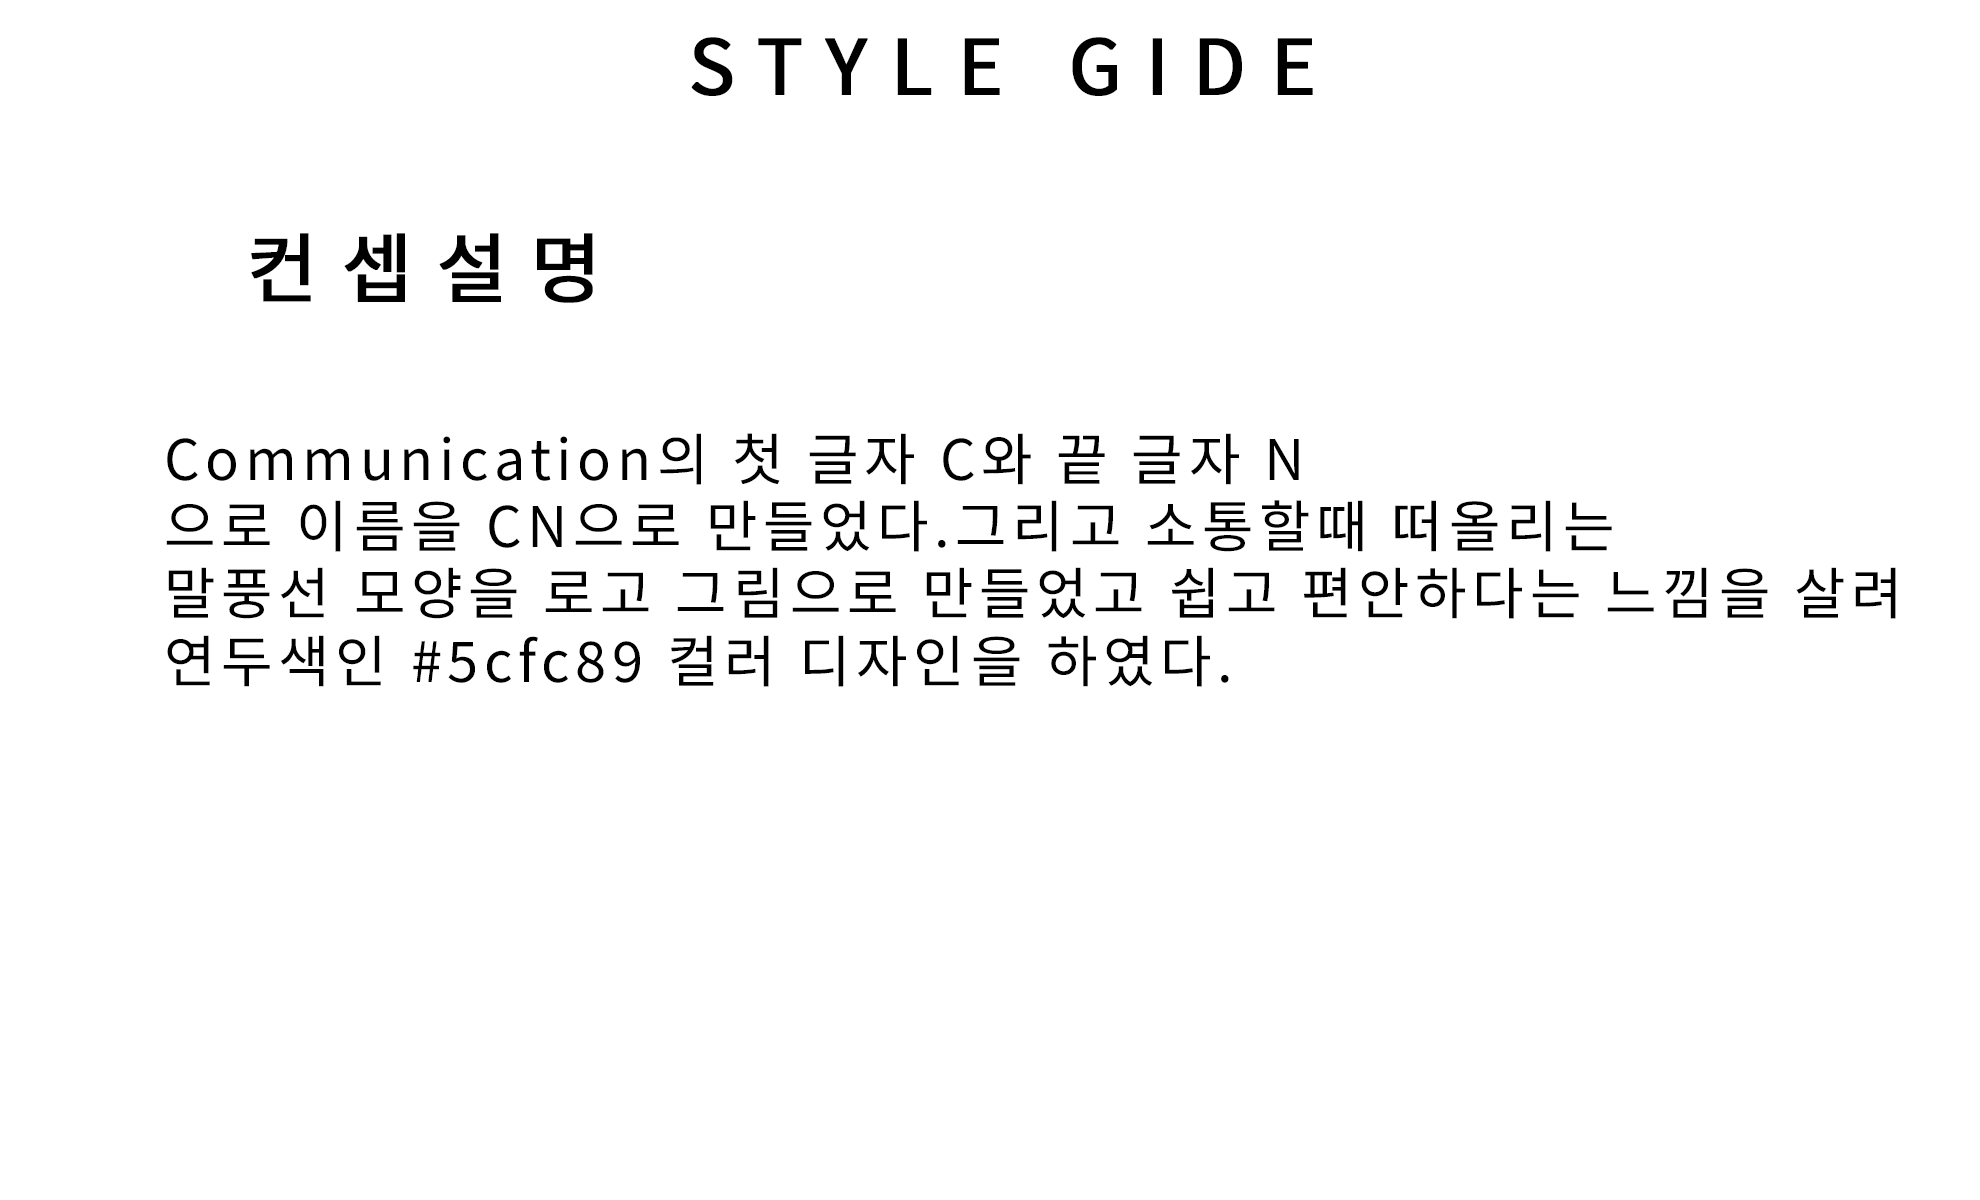 STYLE GIDE
컨셉설명
Communication의 첫 글자 C와 끝 글자 N
으로 이름을 CN으로 만들었다.그리고 소통할때 떠올리는
말풍선 모양을 로고 그림으로 만들었고 쉽고 편안하다는 느낌을 살려
연두색인 #5cfc89 컬러 디자인을 하였다.